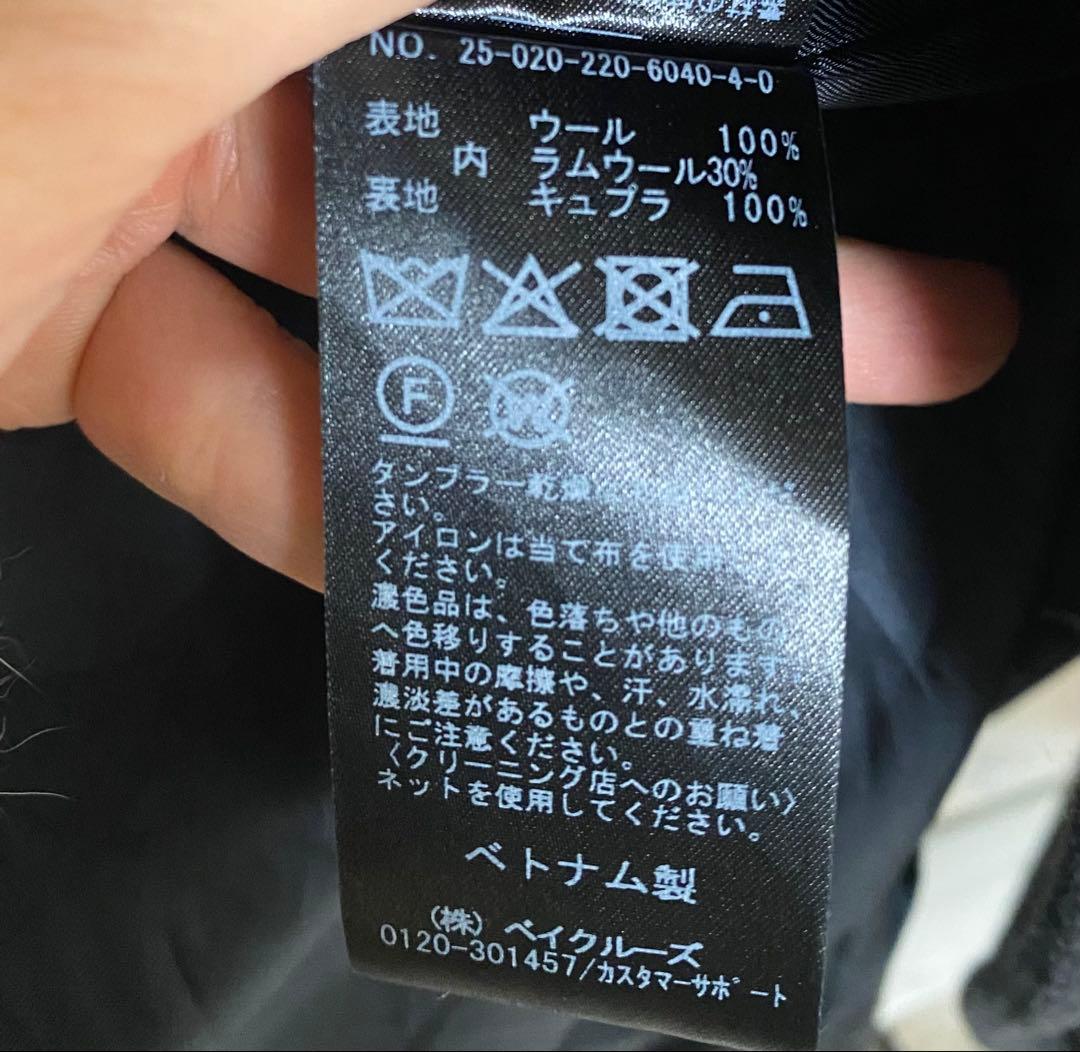 NO. 25-020-220-6040-4-0
表地 ウール 100%
内 ラムウール30%
裏地 キュプラ 100%
F
W
タンブラー乾燥
さい。
アイロンは当て布を使用
ください。
濃色品は、色落ちや他のもの
へ色移りすることがあります。
着用中の摩擦や、汗、水濡れ、
濃淡差があるものとの重ね着
にご注意ください。
〈クリーニング店へのお願い〉
ネットを使用してください。
ベトナム製
(株) ベイクルーズ
0120-301457/カスタマーサポート